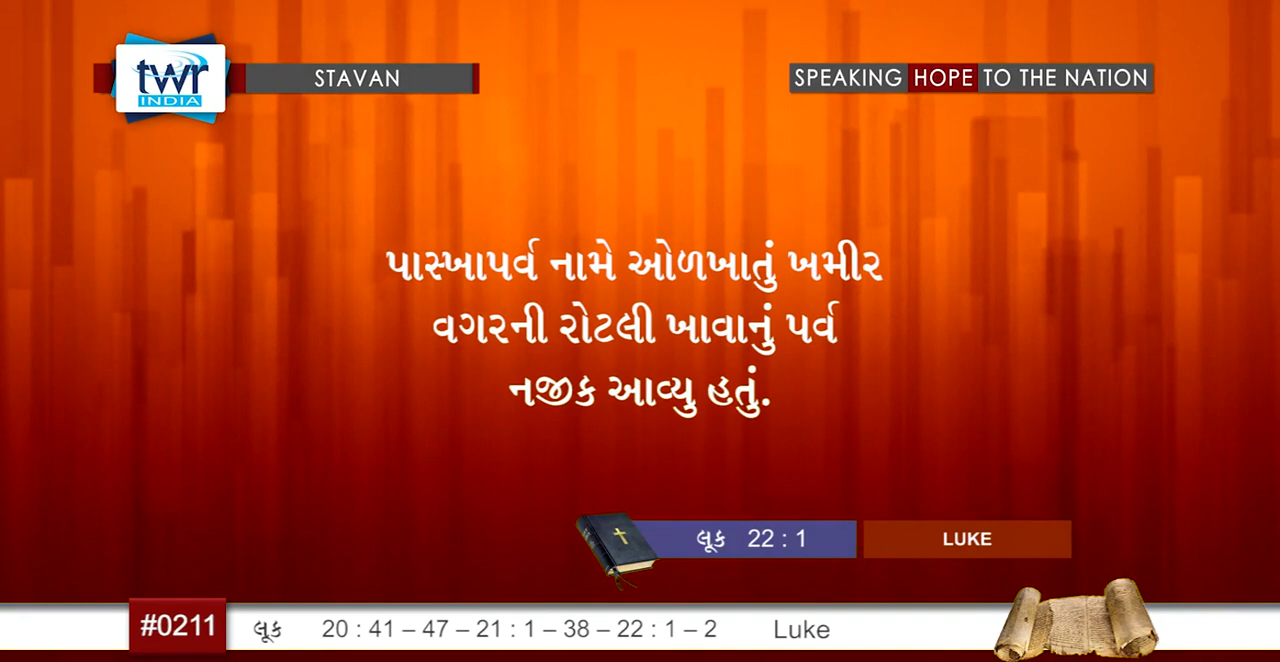 twr
INDIA
STAVAN
SPEAKING HOPE TO THE NATION
પાસ્ખાપર્વ નામે ઓળખાતું ખમીર
વગરની રોટલી ખાવાનું પર્વ
નજીક આવ્યુ હતું.
લૂક 22 : 1
LUKE
#0211
લૂક 20 : 41 – 47 – 21 : 1 – 38 – 22 : 1 – 2 Luke